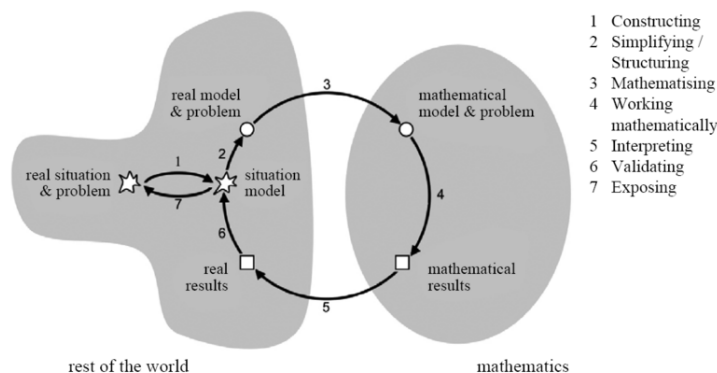 real model
& problem
3
mathematical
model & problem
real situation
& problem
1
2
7
situation
model
4
6
real
results
mathematical
results
5
rest of the world
mathematics
1 Constructing
2 Simplifying /
Structuring
3 Mathematising
4 Working
mathematically
5 Interpreting
6 Validating
7 Exposing